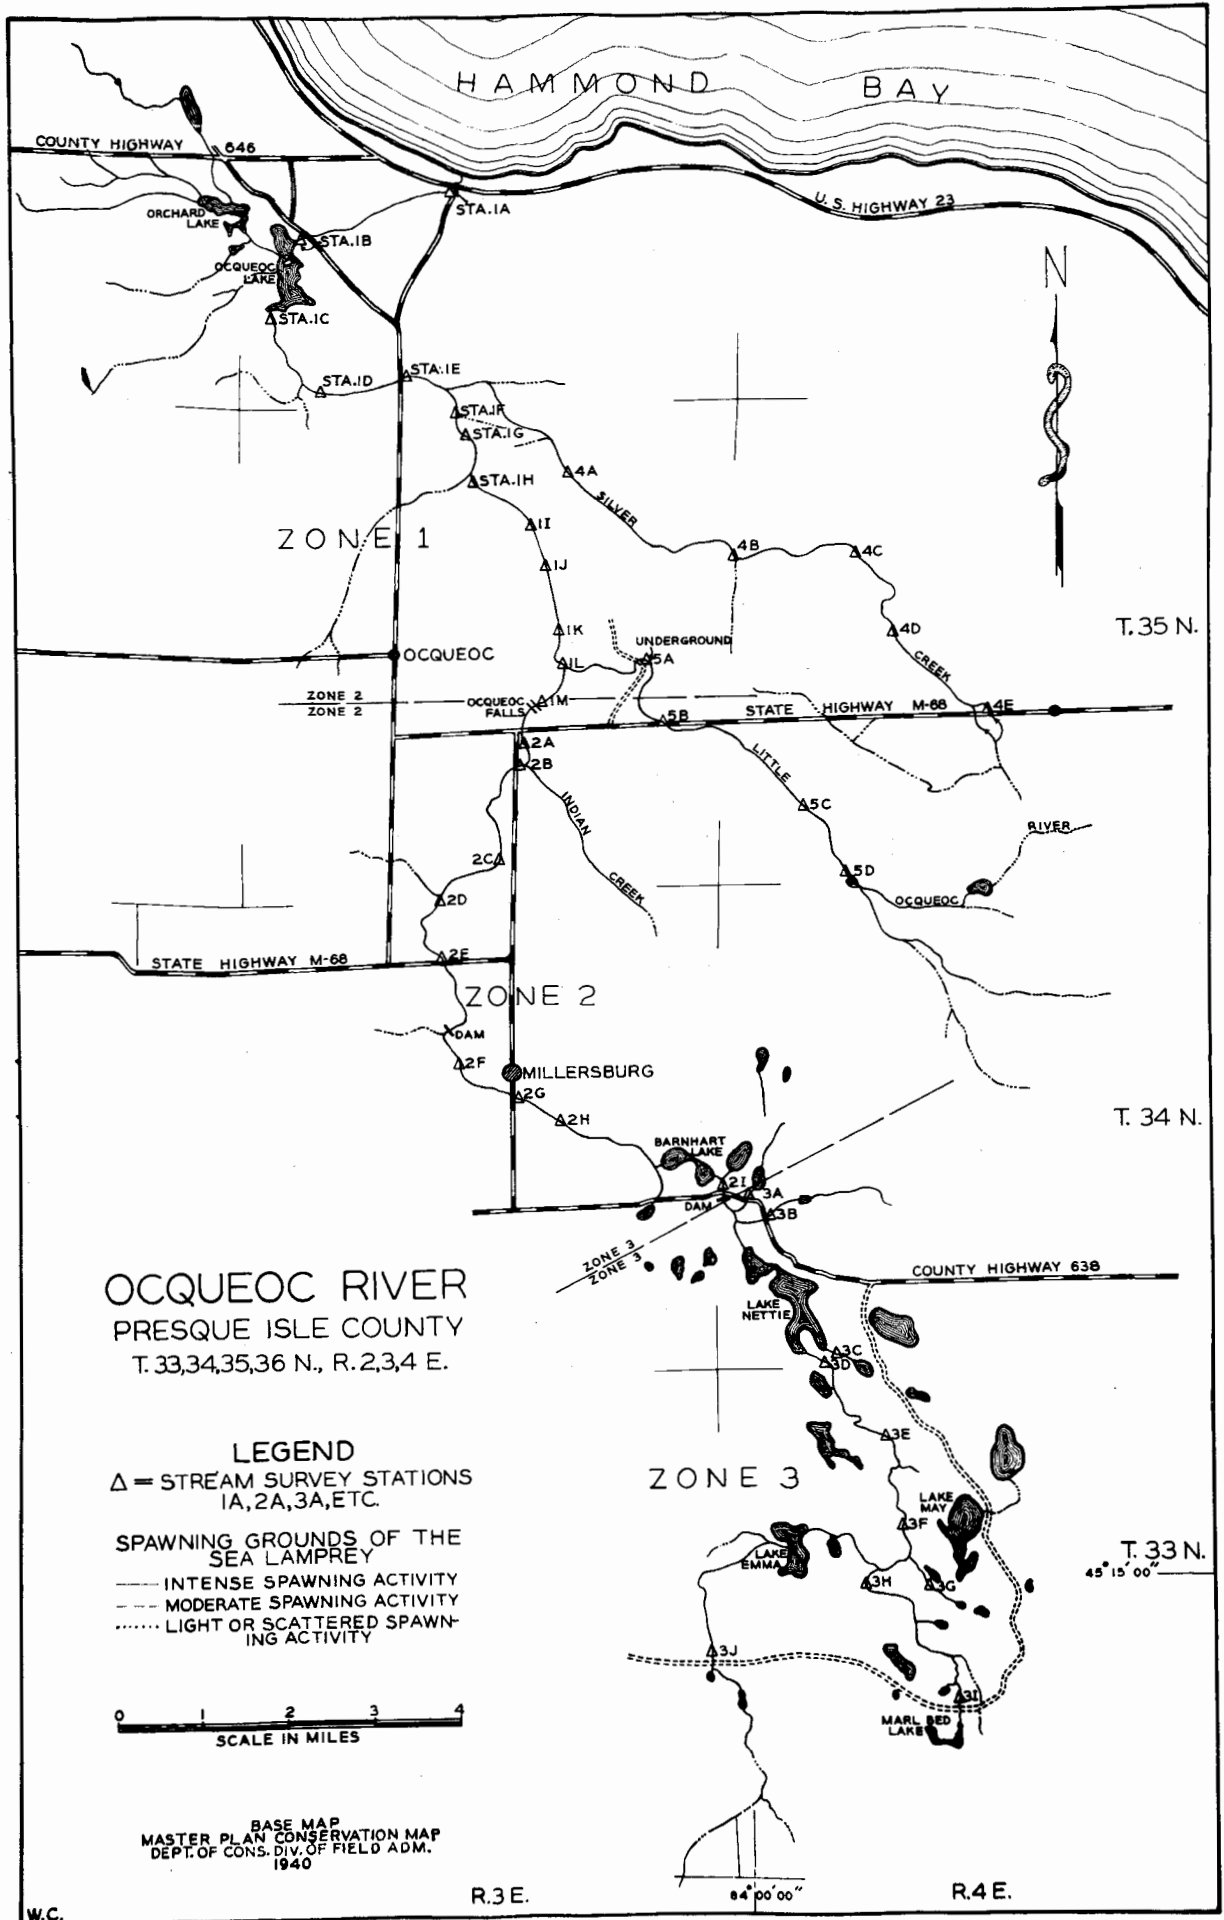 HAMMOND BAY
COUNTY HIGHWAY 646
ORCHARD
LAKE
STA.1A
U.S. HIGHWAY 23
STA.1B
OCQUEOC
LAKE
N
STA.1C
STA.1D
STA.1E
STA.1F
STA.1G
STA.1H
4A
SILVER
ZONE 1
1I
4B
4C
1J
1K
4D
T.35 N.
UNDERGROUND
OCQUEOC
1L
5A
CREEK
ZONE 2
ZONE 2
OCQUEOC
FALLS
1M
5B
STATE HIGHWAY M-68
4E
2A
2B
LITTLE
INDIAN
5C
RIVER
2C
CREEK
5D
2D
OCQUEOC
STATE HIGHWAY M-68
2E
ZONE 2
DAM
2F
MILLERSBURG
2G
2H
T. 34 N.
BARNHART
LAKE
2I
3A
DAM
3B
ZONE 3
ZONE 3
COUNTY HIGHWAY 638
OCQUEOC RIVER
PRESQUE ISLE COUNTY
T. 33,34,35,36 N., R. 2,3,4 E.
LAKE
NETTIE
3C
3D
3E
LEGEND
Δ = STREAM SURVEY STATIONS
1A, 2A, 3A, ETC.
ZONE 3
LAKE
MAY
3F
SPAWNING GROUNDS OF THE
SEA LAMPREY
INTENSE SPAWNING ACTIVITY
MODERATE SPAWNING ACTIVITY
LIGHT OR SCATTERED SPAWN-
ING ACTIVITY
LAKE
EMMA
T. 33 N.
45° 15' 00"
3H
3G
3J
3I
MARL BED
LAKE
0 1 2 3 4
SCALE IN MILES
BASE MAP
MASTER PLAN CONSERVATION MAP
DEPT. OF CONS. DIV. OF FIELD ADM.
1940
R.3 E.
84° 00' 00"
R.4 E.
W.C.